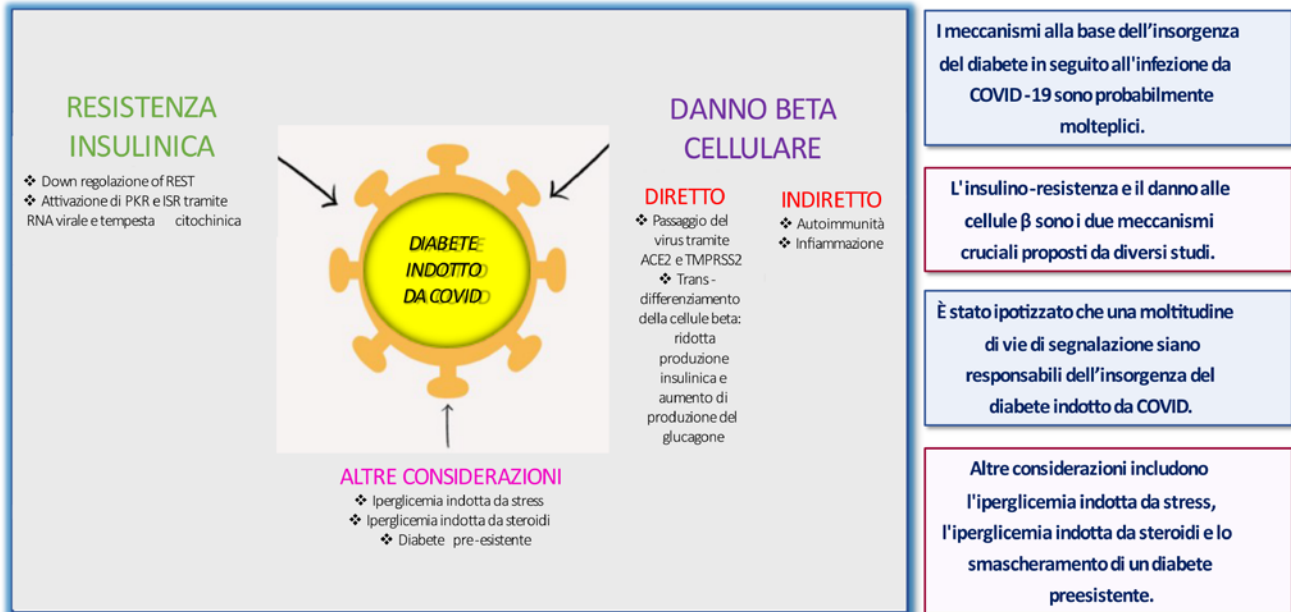 RESISTENZA
INSULINICA
❖ Down regolazione of REST
❖ Attivazione di PKR e ISR tramite
RNA virale e tempesta citochinica
DIABETE
INDOTTO
DA COVID
DANNO BETA
CELLULARE
DIRETTO
❖ Passaggio del
virus tramite
ACE2 e TMPRSS2
❖ Trans -
differenziamento
della cellule beta:
ridotta
produzione
insulinica e
aumento di
produzione del
glucagone
INDIRETTO
❖ Autoimmunità
❖ Infiammazione
ALTRE CONSIDERAZIONI
❖ Iperglicemia indotta da stress
❖ Iperglicemia indotta da steroidi
❖ Diabete pre-esistente
I meccanismi alla base dell’insorgenza
del diabete in seguito all'infezione da
COVID-19 sono probabilmente
molteplici.
L'insulino-resistenza e il danno alle
cellule β sono i due meccanismi
cruciali proposti da diversi studi.
È stato ipotizzato che una moltitudine
di vie di segnalazione siano
responsabili dell’insorgenza del
diabete indotto da COVID.
Altre considerazioni includono
l'iperglicemia indotta da stress,
l'iperglicemia indotta da steroidi e lo
smascheramento di un diabete
preesistente.